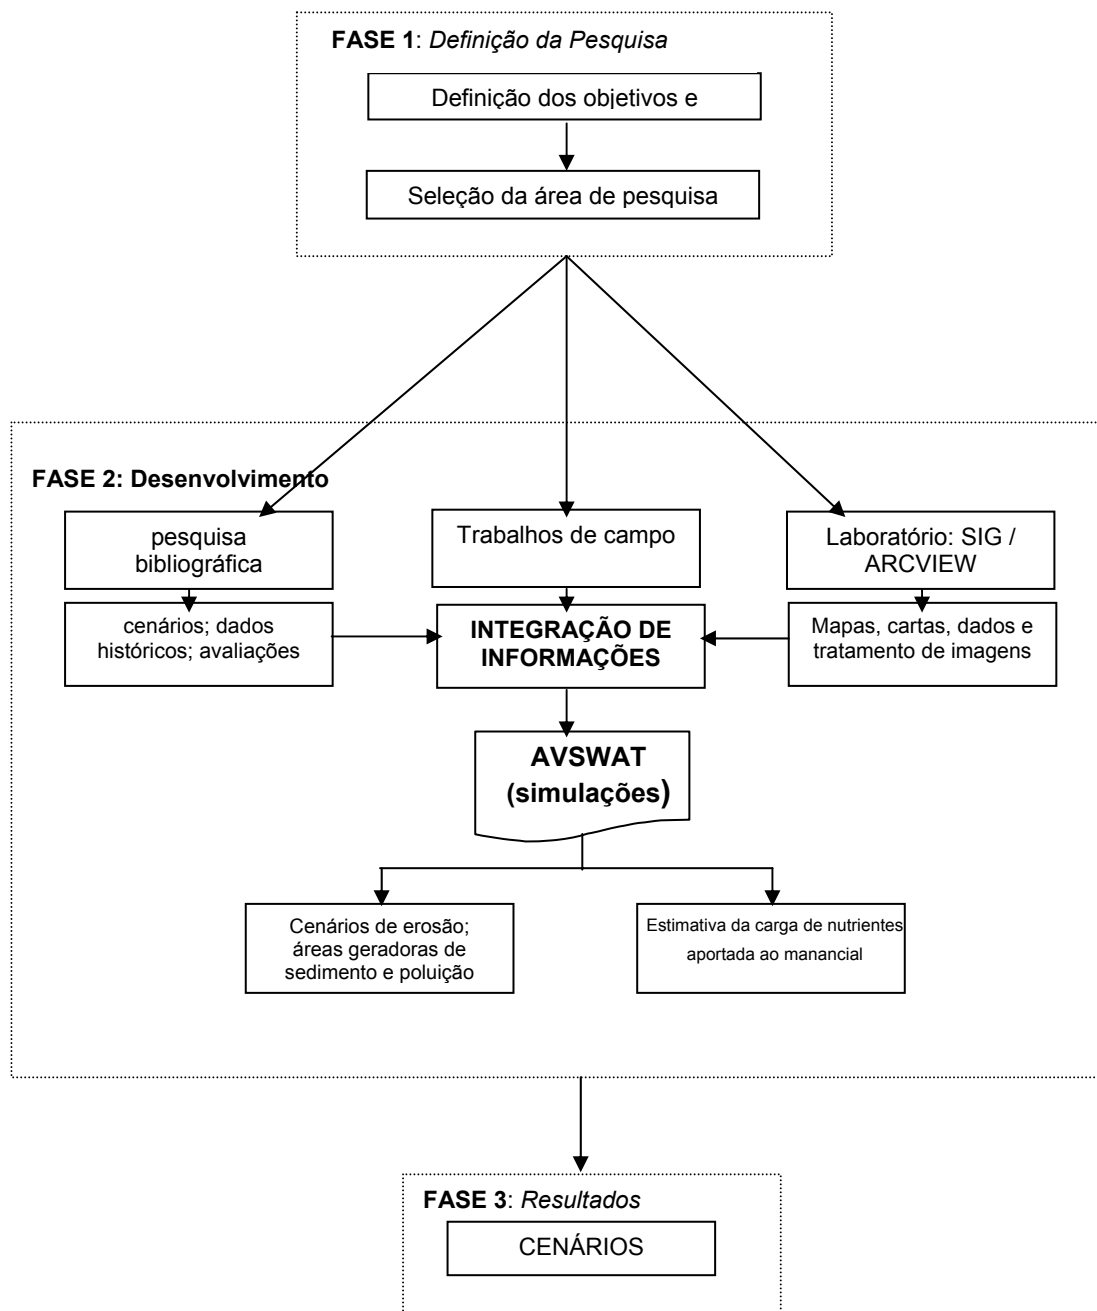 FASE 1: Definição da Pesquisa
Definição dos objetivos e
Seleção da área de pesquisa
FASE 2: Desenvolvimento
pesquisa
bibliográfica
Trabalhos de campo
Laboratório: SIG /
ARCVIEW
cenários; dados
históricos; avaliações
INTEGRAÇÃO DE
INFORMAÇÕES
Mapas, cartas, dados e
tratamento de imagens
AVSWAT
(simulações)
Cenários de erosão;
áreas geradoras de
sedimento e poluição
Estimativa da carga de nutrientes
aportada ao manancial
FASE 3: Resultados
CENÁRIOS